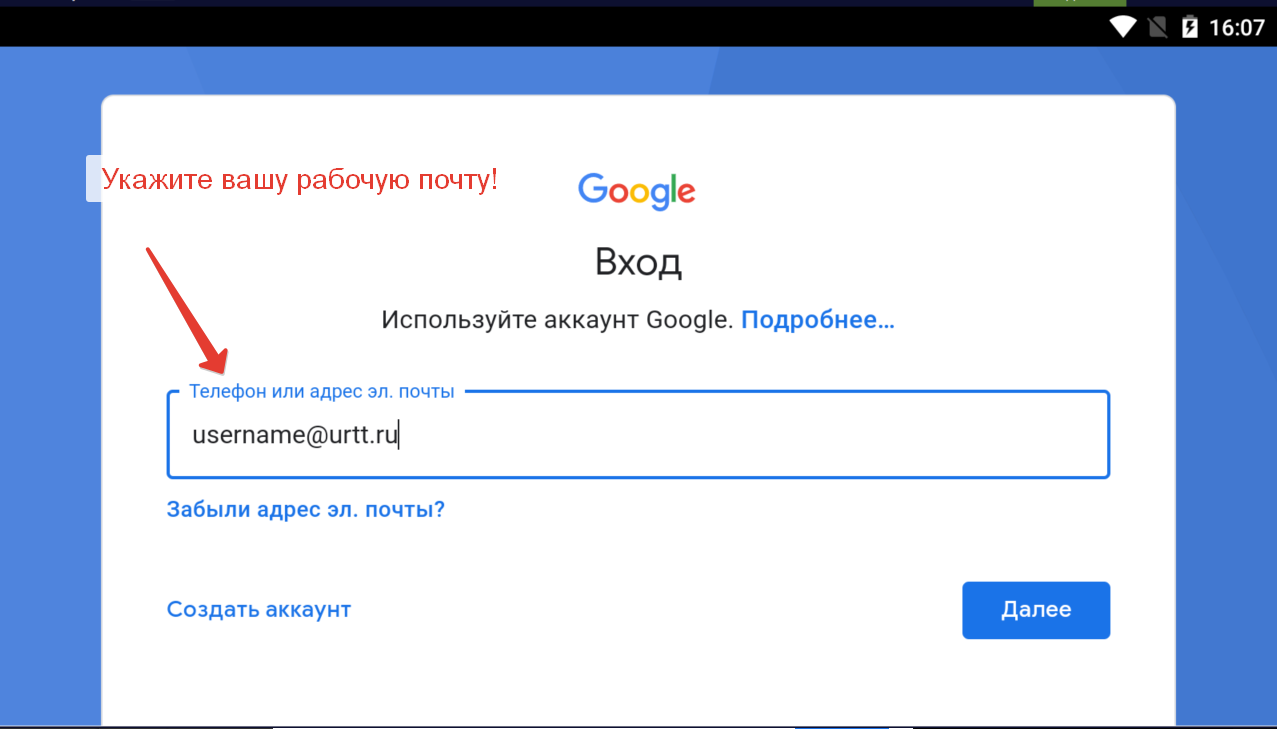 16:07
Укажите вашу рабочую почту!
Google
Вход
Используйте аккаунт Google. Подробнее...
Телефон или адрес эл. почты
username@urtt.ru
Забыли адрес эл. почты?
Создать аккаунт
Далее